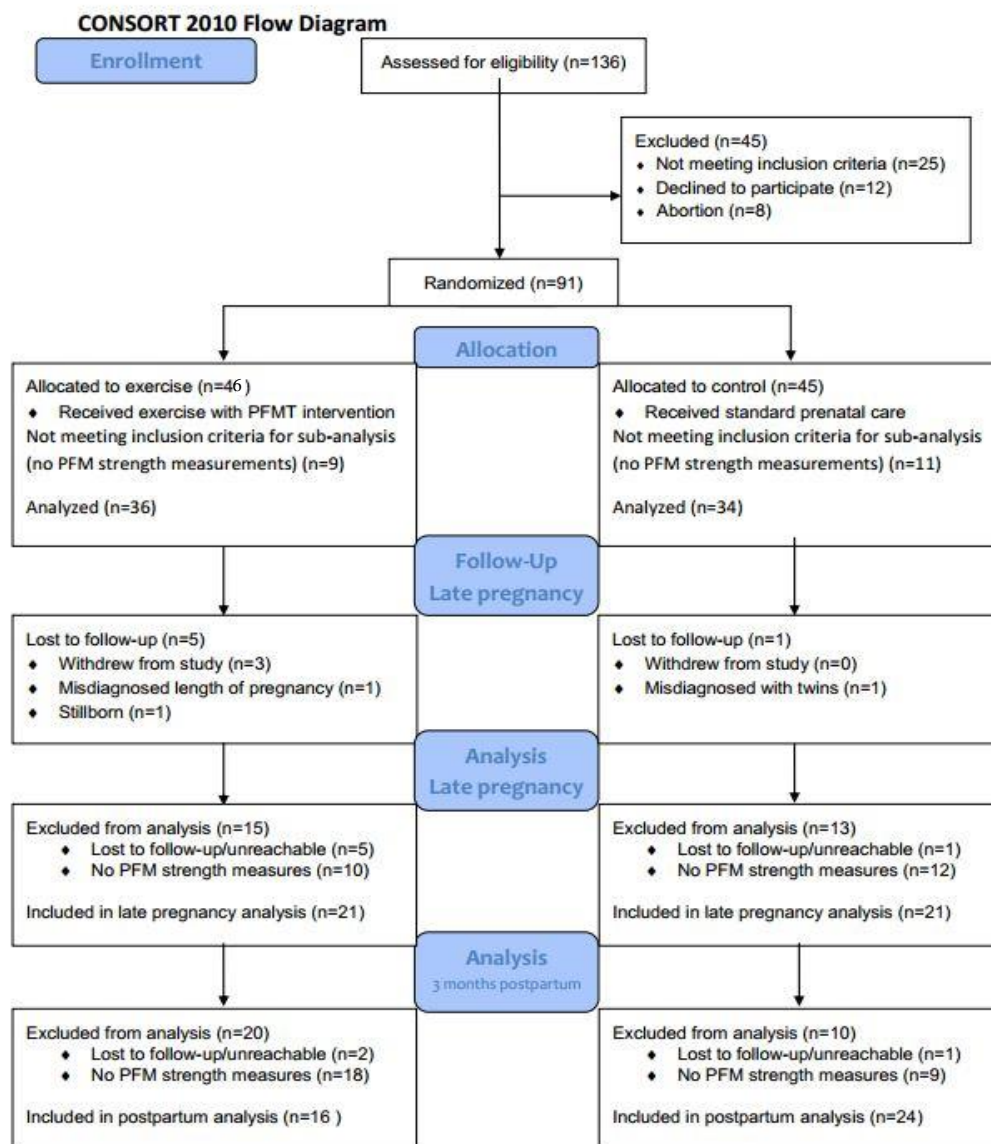 CONSORT 2010 Flow Diagram
Enrollment
Assessed for eligibility (n=136)
Excluded (n=45)
♦ Not meeting inclusion criteria (n=25)
♦ Declined to participate (n=12)
♦ Abortion (n=8)
Randomized (n=91)
Allocation
Allocated to exercise (n=46)
♦ Received exercise with PFMT intervention
Not meeting inclusion criteria for sub-analysis
(no PFM strength measurements) (n=9)
Analyzed (n=36)
Allocated to control (n=45)
♦ Received standard prenatal care
Not meeting inclusion criteria for sub-analysis
(no PFM strength measurements) (n=11)
Analyzed (n=34)
Follow-Up
Late pregnancy
Lost to follow-up (n=5)
♦ Withdrew from study (n=3)
♦ Misdiagnosed length of pregnancy (n=1)
♦ Stillborn (n=1)
Lost to follow-up (n=1)
♦ Withdrew from study (n=0)
♦ Misdiagnosed with twins (n=1)
Analysis
Late pregnancy
Excluded from analysis (n=15)
♦ Lost to follow-up/unreachable (n=5)
♦ No PFM strength measures (n=10)
Included in late pregnancy analysis (n=21)
Excluded from analysis (n=13)
♦ Lost to follow-up/unreachable (n=1)
♦ No PFM strength measures (n=12)
Included in late pregnancy analysis (n=21)
Analysis
3 months postpartum
Excluded from analysis (n=20)
♦ Lost to follow-up/unreachable (n=2)
♦ No PFM strength measures (n=18)
Included in postpartum analysis (n=16 )
Excluded from analysis (n=10)
♦ Lost to follow-up/unreachable (n=1)
♦ No PFM strength measures (n=9)
Included in postpartum analysis (n=24)